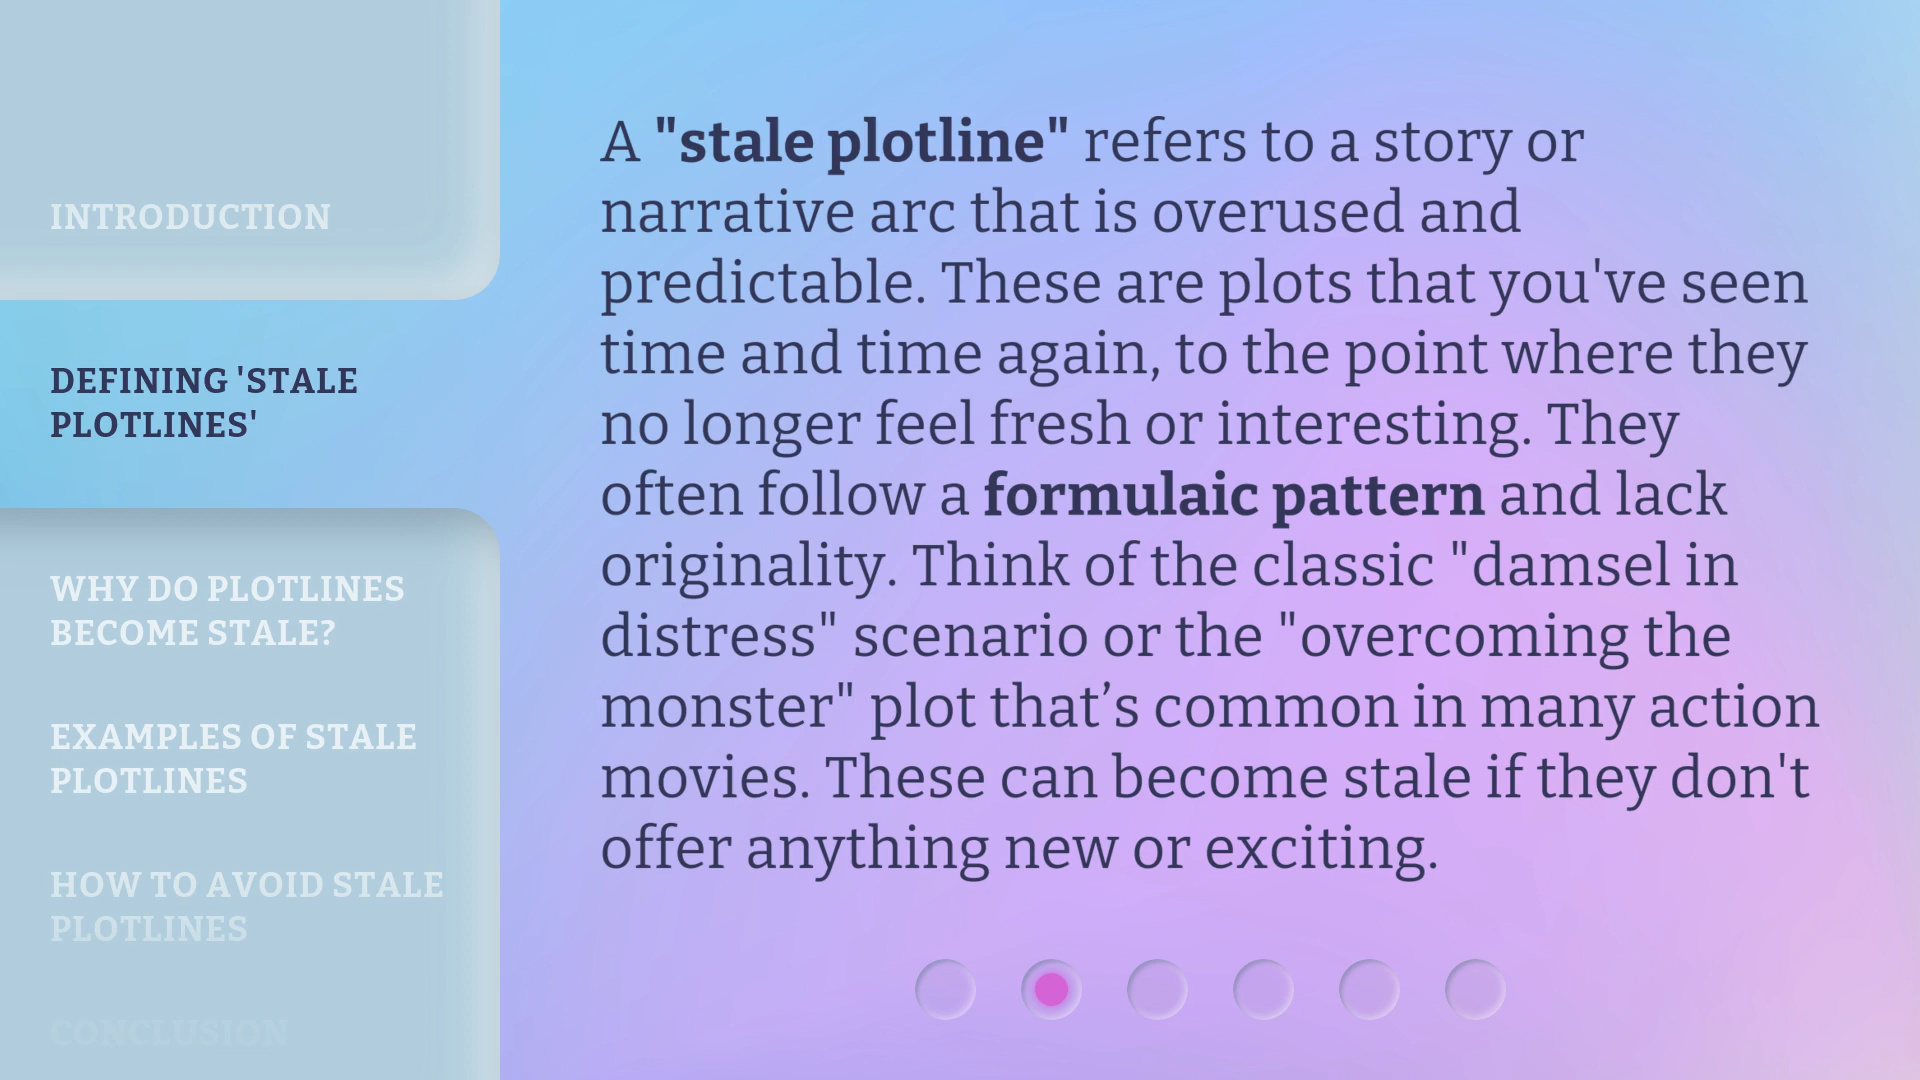 INTRODUCTION
DEFINING 'STALE
PLOTLINES'
WHY DO PLOTLINES
BECOME STALE?
EXAMPLES OF STALE
PLOTLINES
HOW TO AVOID STALE
PLOTLINES
CONCLUSION
A "stale plotline" refers to a story or
narrative arc that is overused and
predictable. These are plots that you've seen
time and time again, to the point where they
no longer feel fresh or interesting. They
often follow a formulaic pattern and lack
originality. Think of the classic "damsel in
distress" scenario or the "overcoming the
monster" plot that’s common in many action
movies. These can become stale if they don't
offer anything new or exciting.